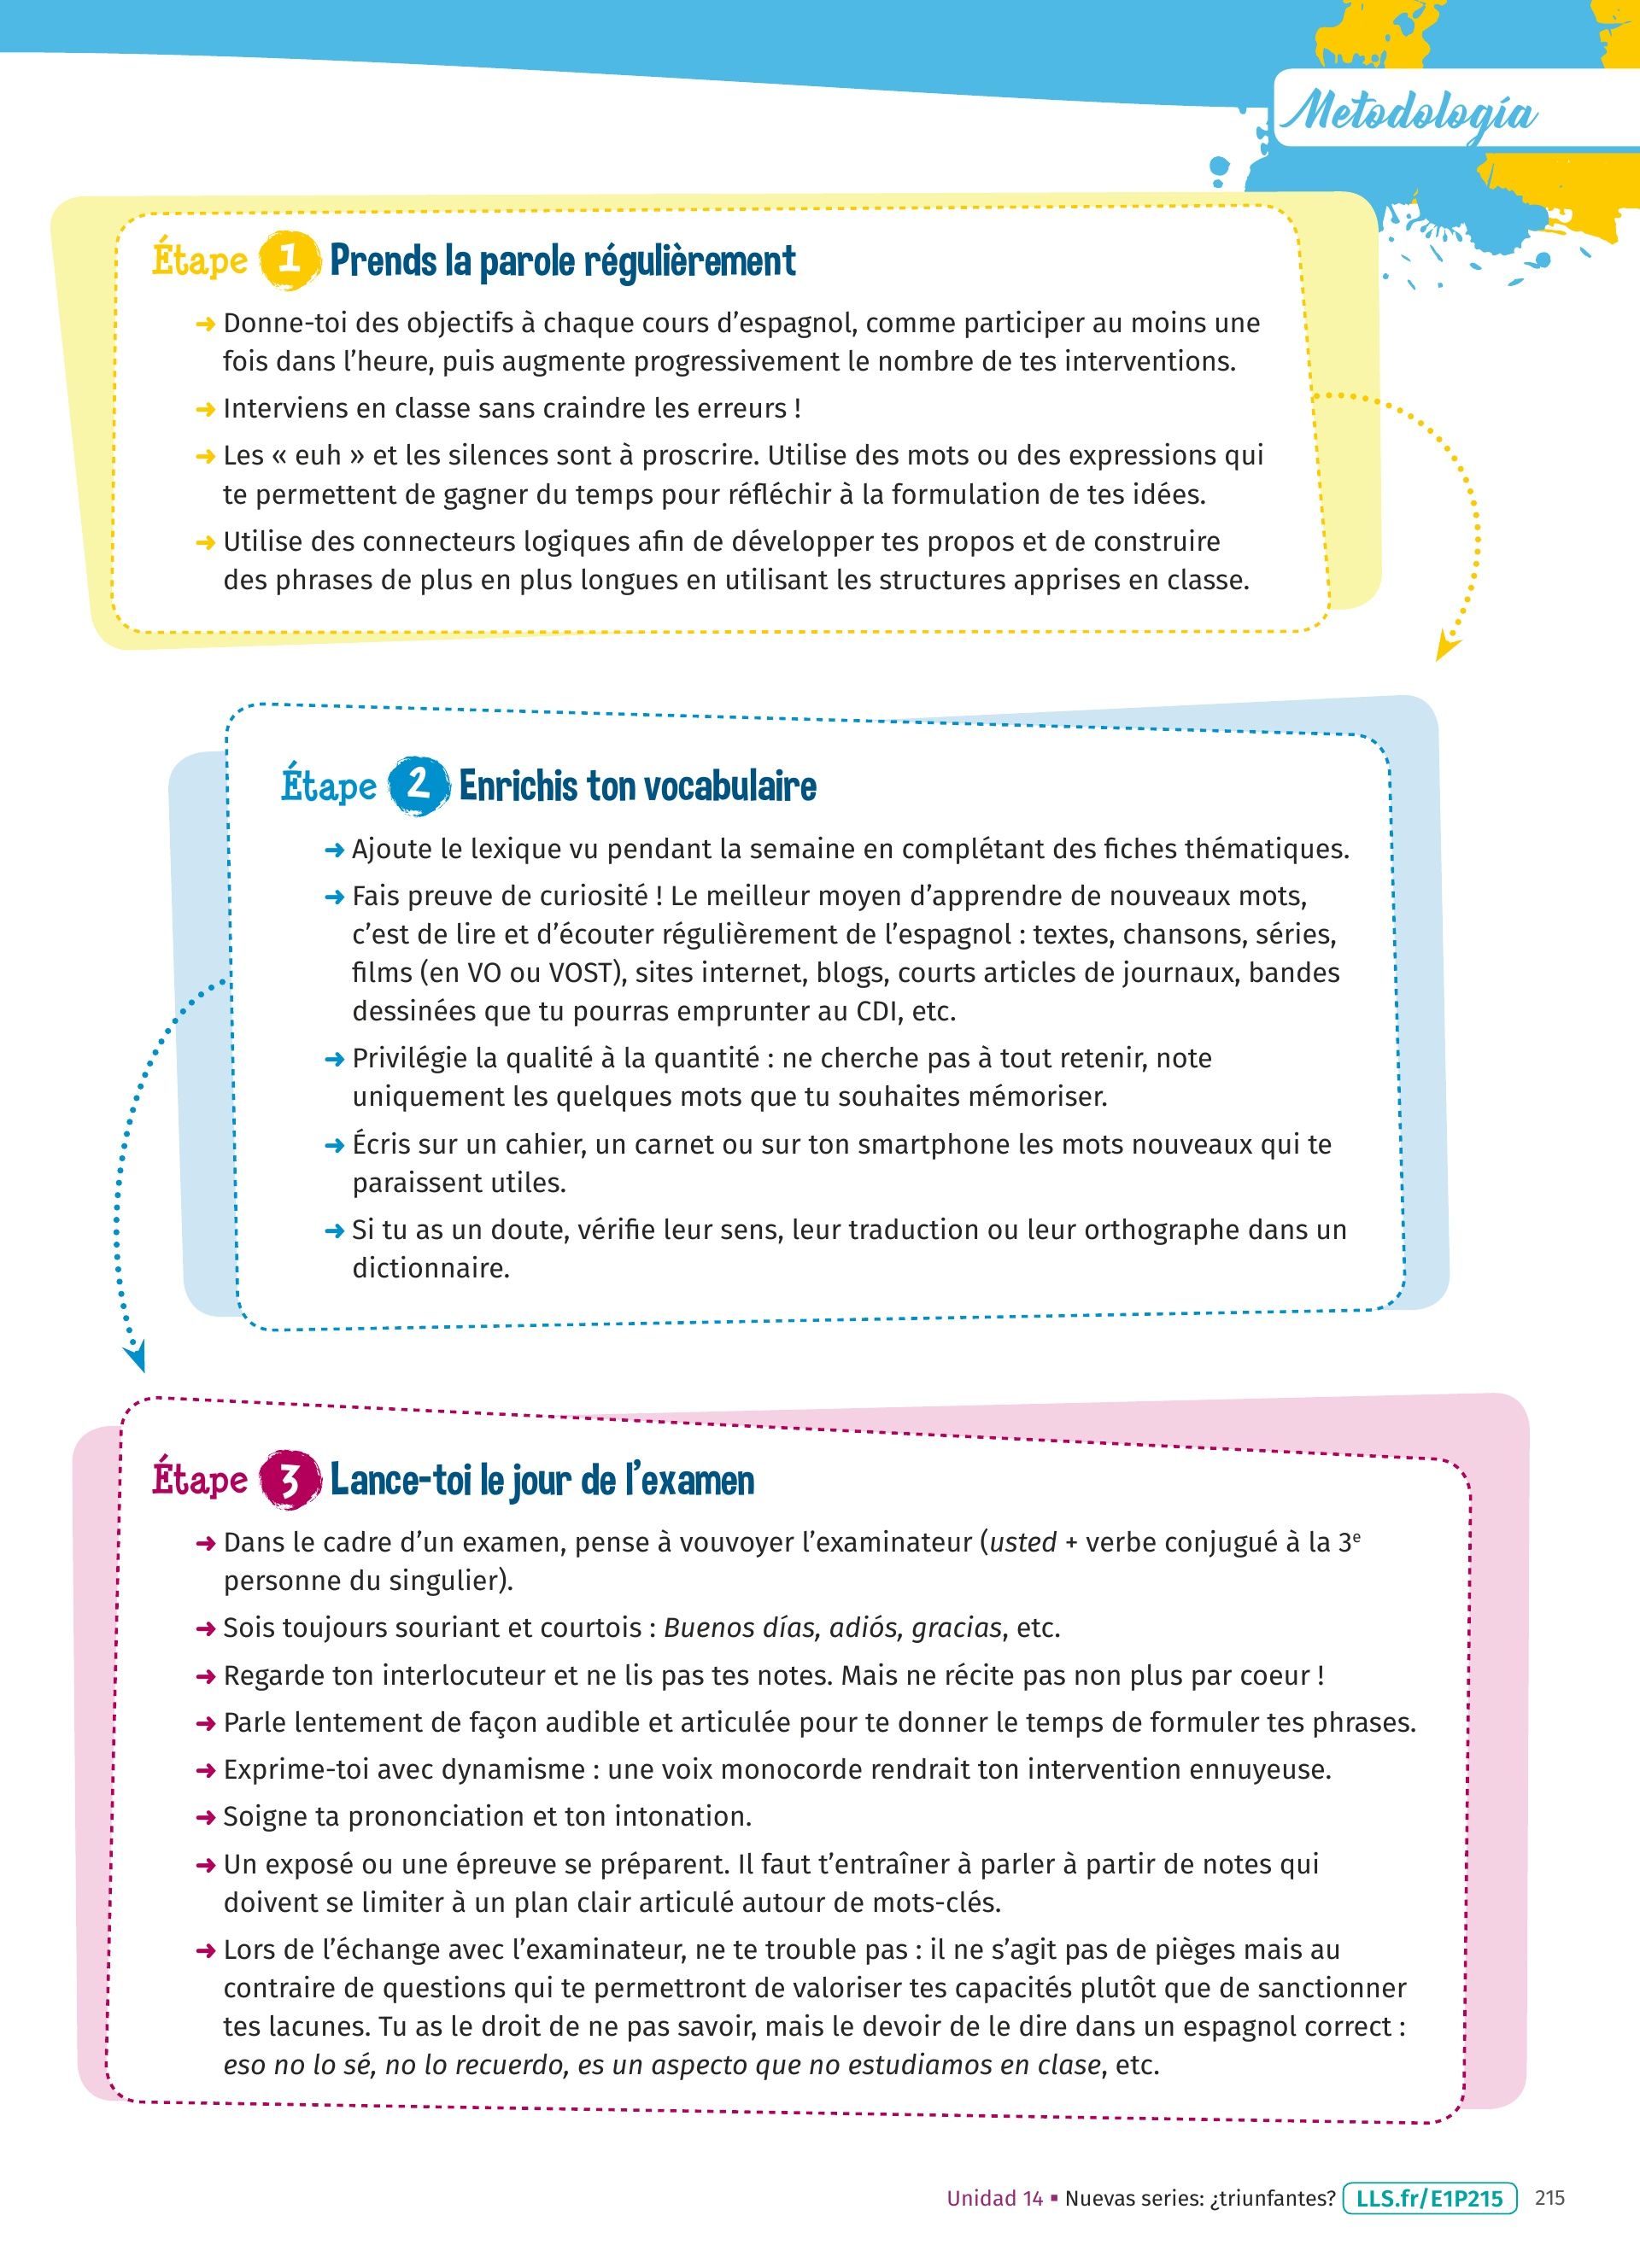 Metodología
Étape 1 Prends la parole régulièrement
➜ Donne-toi des objectifs à chaque cours d’espagnol, comme participer au moins une
fois dans l’heure, puis augmente progressivement le nombre de tes interventions.
➜ Interviens en classe sans craindre les erreurs !
➜ Les « euh » et les silences sont à proscrire. Utilise des mots ou des expressions qui
te permettent de gagner du temps pour réfléchir à la formulation de tes idées.
➜ Utilise des connecteurs logiques afin de développer tes propos et de construire
des phrases de plus en plus longues en utilisant les structures apprises en classe.
Étape 2 Enrichis ton vocabulaire
➜ Ajoute le lexique vu pendant la semaine en complétant des fiches thématiques.
➜ Fais preuve de curiosité ! Le meilleur moyen d’apprendre de nouveaux mots,
c’est de lire et d’écouter régulièrement de l’espagnol : textes, chansons, séries,
films (en VO ou VOST), sites internet, blogs, courts articles de journaux, bandes
dessinées que tu pourras emprunter au CDI, etc.
➜ Privilégie la qualité à la quantité : ne cherche pas à tout retenir, note
uniquement les quelques mots que tu souhaites mémoriser.
➜ Écris sur un cahier, un carnet ou sur ton smartphone les mots nouveaux qui te
paraissent utiles.
➜ Si tu as un doute, vérifie leur sens, leur traduction ou leur orthographe dans un
dictionnaire.
Étape 3 Lance-toi le jour de l’examen
➜ Dans le cadre d’un examen, pense à vouvoyer l’examinateur (usted + verbe conjugué à la 3e
personne du singulier).
➜ Sois toujours souriant et courtois : Buenos días, adiós, gracias, etc.
➜ Regarde ton interlocuteur et ne lis pas tes notes. Mais ne récite pas non plus par coeur !
➜ Parle lentement de façon audible et articulée pour te donner le temps de formuler tes phrases.
➜ Exprime-toi avec dynamisme : une voix monocorde rendrait ton intervention ennuyeuse.
➜ Soigne ta prononciation et ton intonation.
➜ Un exposé ou une épreuve se préparent. Il faut t’entraîner à parler à partir de notes qui
doivent se limiter à un plan clair articulé autour de mots-clés.
➜ Lors de l’échange avec l’examinateur, ne te trouble pas : il ne s’agit pas de pièges mais au
contraire de questions qui te permettront de valoriser tes capacités plutôt que de sanctionner
tes lacunes. Tu as le droit de ne pas savoir, mais le devoir de le dire dans un espagnol correct :
eso no lo sé, no lo recuerdo, es un aspecto que no estudiamos en clase, etc.
Unidad 14 ▪ Nuevas series: ¿triunfantes? LLS.fr/E1P215 215